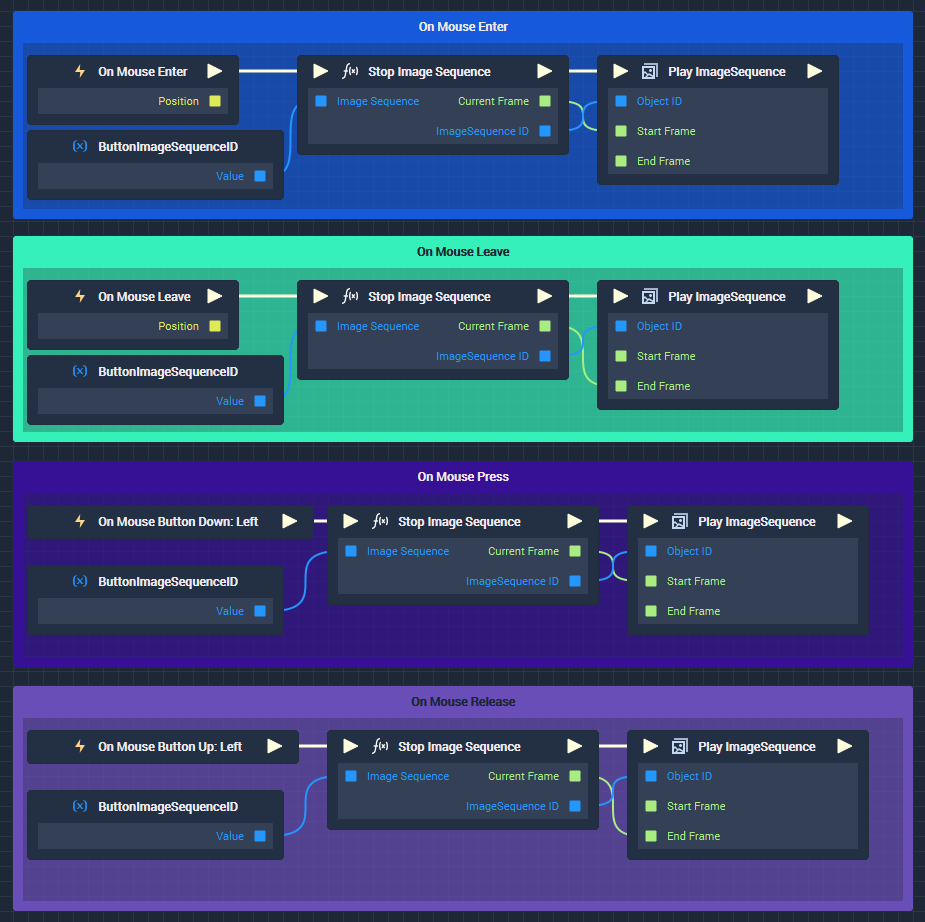 On Mouse Enter
On Mouse Enter
Stop Image Sequence
Play ImageSequence
Position
Image Sequence
Current Frame
Object ID
ImageSequence ID
Start Frame
(x) ButtonImageSequenceID
End Frame
Value
On Mouse Leave
On Mouse Leave
f(x) Stop Image Sequence
Play ImageSequence
Position
Image Sequence
Current Frame
Object ID
ImageSequence ID
Start Frame
(x) ButtonImageSequenceID
End Frame
Value
On Mouse Press
On Mouse Button Down: Left
f(x) Stop Image Sequence
Play ImageSequence
Image Sequence
Current Frame
Object ID
(x) ButtonImageSequenceID
ImageSequence ID
Start Frame
Value
End Frame
On Mouse Release
On Mouse Button Up: Left
f(x) Stop Image Sequence
Play ImageSequence
Image Sequence
Current Frame
Object ID
(x) ButtonImageSequenceID
ImageSequence ID
Start Frame
Value
End Frame